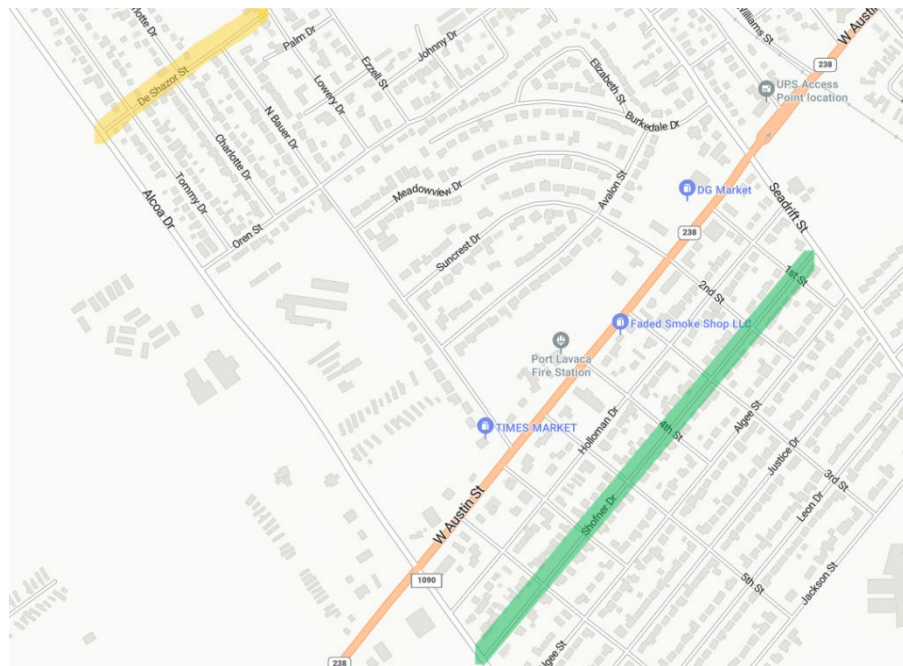 Williams St
W Au
238
UPS Access
Point location
Palm Dr
Ezzell St
Johnny Dr
De Shazor St
Lowery Dr
Elizabeth St
N Bauer Dr
Burkedale Dr
Charlotte Dr
Tommy Dr
Alcoa Dr
Meadowview Dr
Avalon St
DG Market
Seadrift St
Oren St
Suncrest Dr
238
1st St
2nd St
Faded Smoke Shop LLC
Port Lavaca
Fire Station
Holloman Dr
Algee St
4th St
TIMES MARKET
Justice Dr
3rd St
W Austin St
Shofner Dr
Leon Dr
1090
5th St
Jackson St
Algee St
238